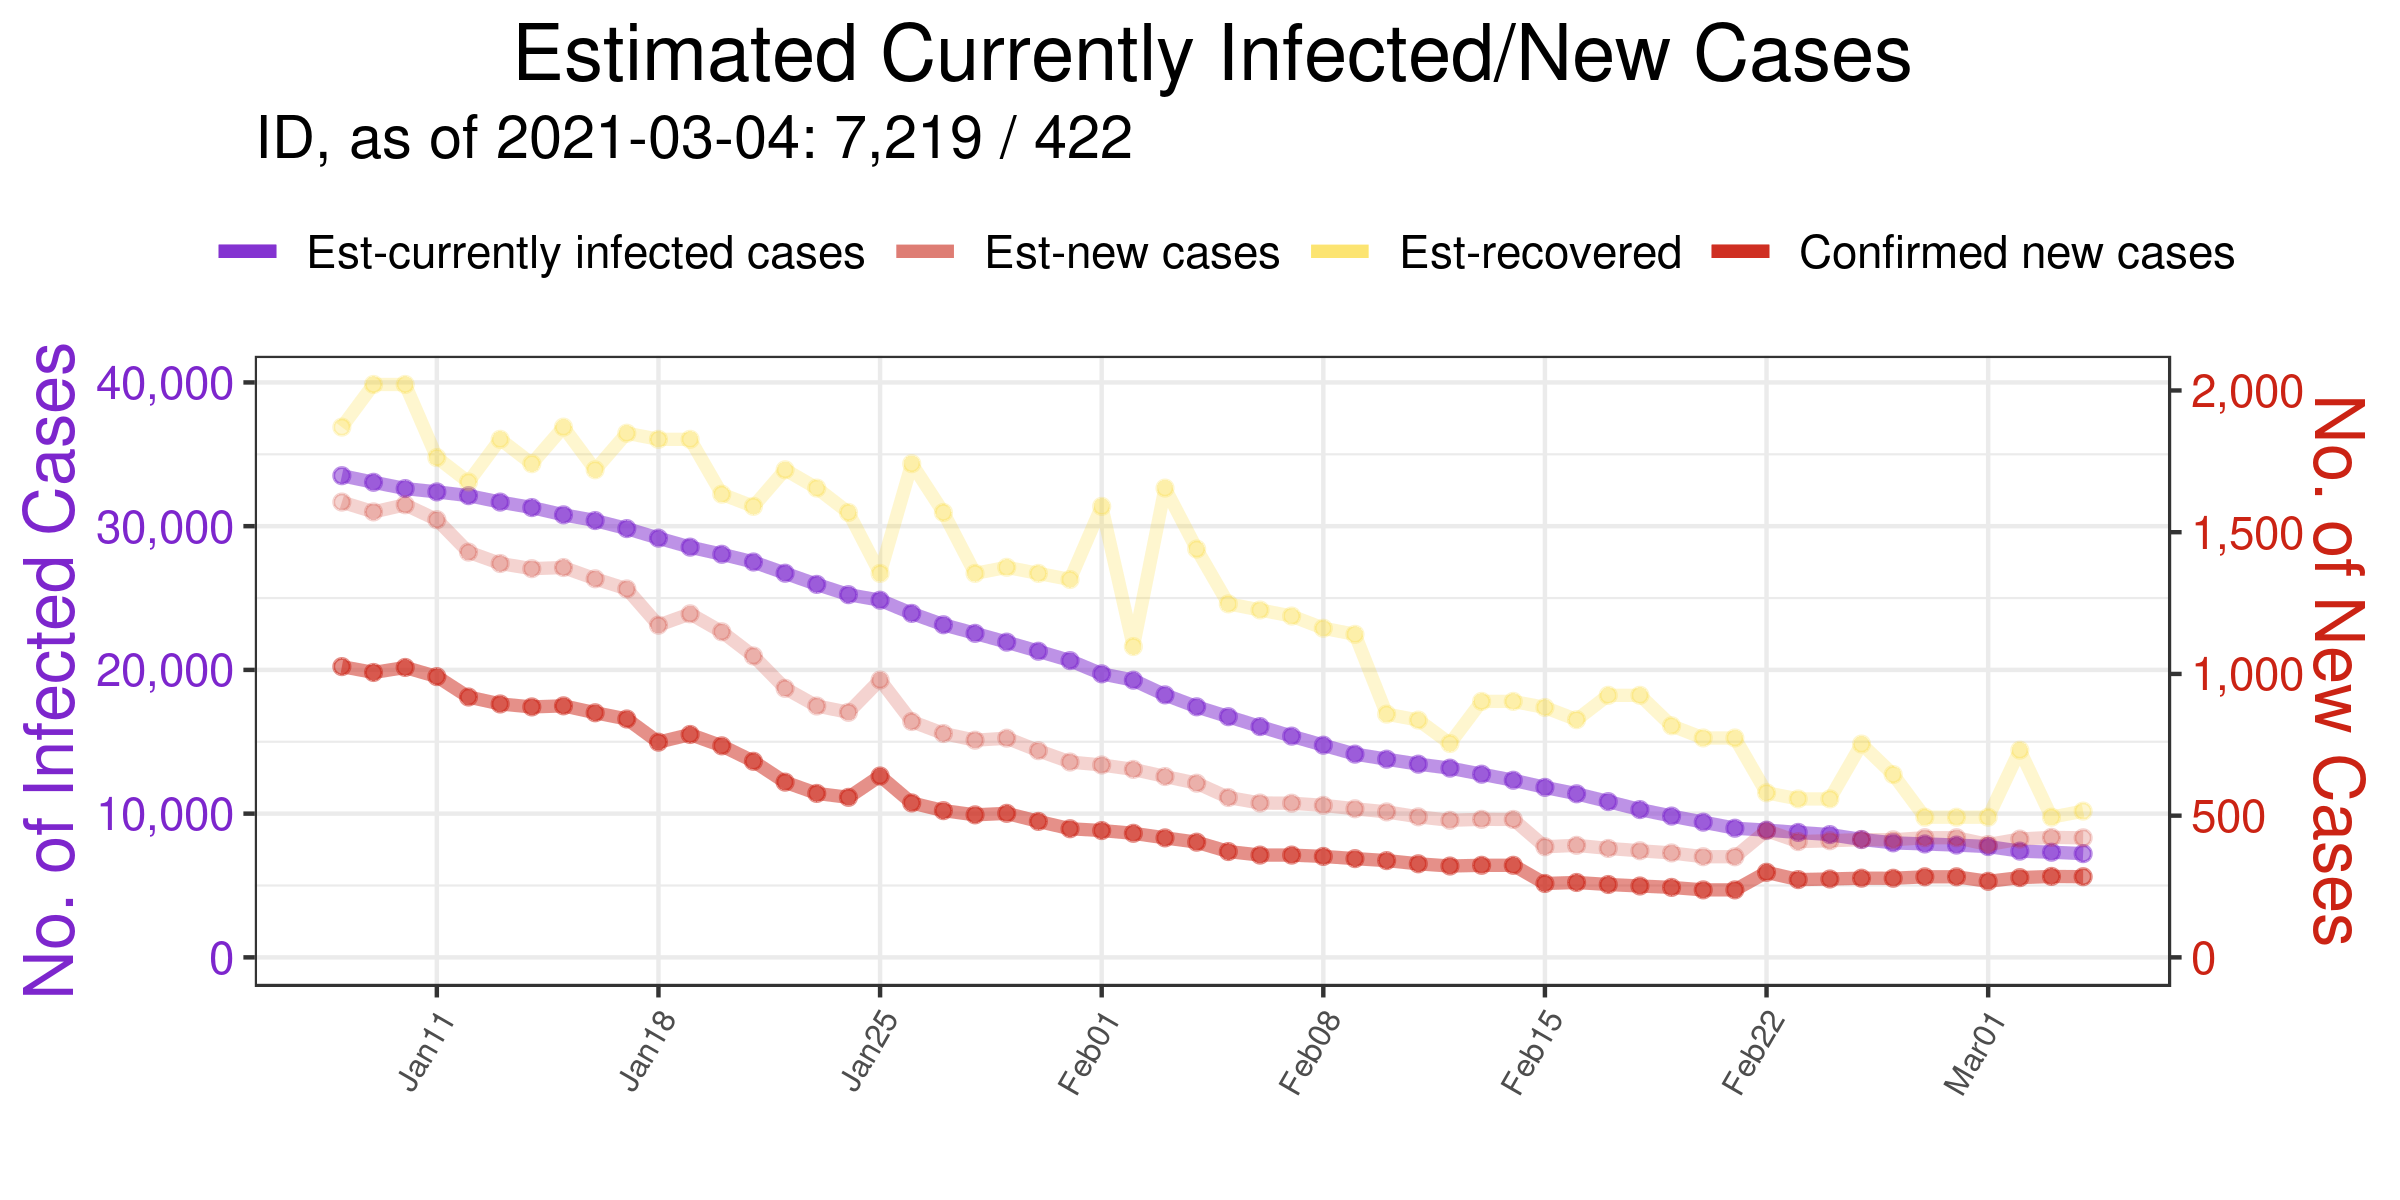 Estimated Currently Infected/New Cases
ID, as of 2021-03-04: 7,219 / 422
Est-currently infected cases
Est-new cases
Est-recovered
Confirmed new cases
No. of Infected Cases
40,000
30,000
20,000
10,000
0
2,000
1,500
1,000
500
0
No. of New Cases
Jan11
Jan18
Jan25
Feb01
Feb08
Feb15
Feb22
Mar01